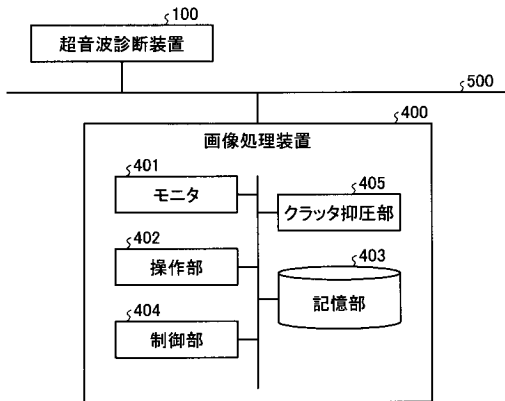 100
超音波診断装置
500
400
画像処理装置
401
モニタ
405
クラッタ抑圧部
402
操作部
403
記憶部
404
制御部